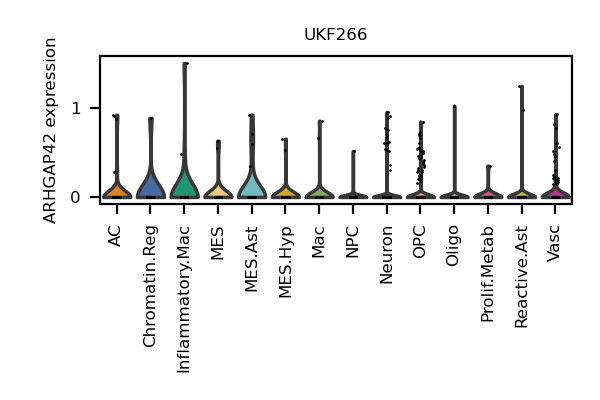 UKF266
ARHGAP42 expression
1
0
AC
Chromatin.Reg
Inflammatory.Mac
MES
MES.Ast
MES.Hyp
Mac
NPC
Neuron
OPC
Oligo
Prolif.Metab
Reactive.Ast
Vasc